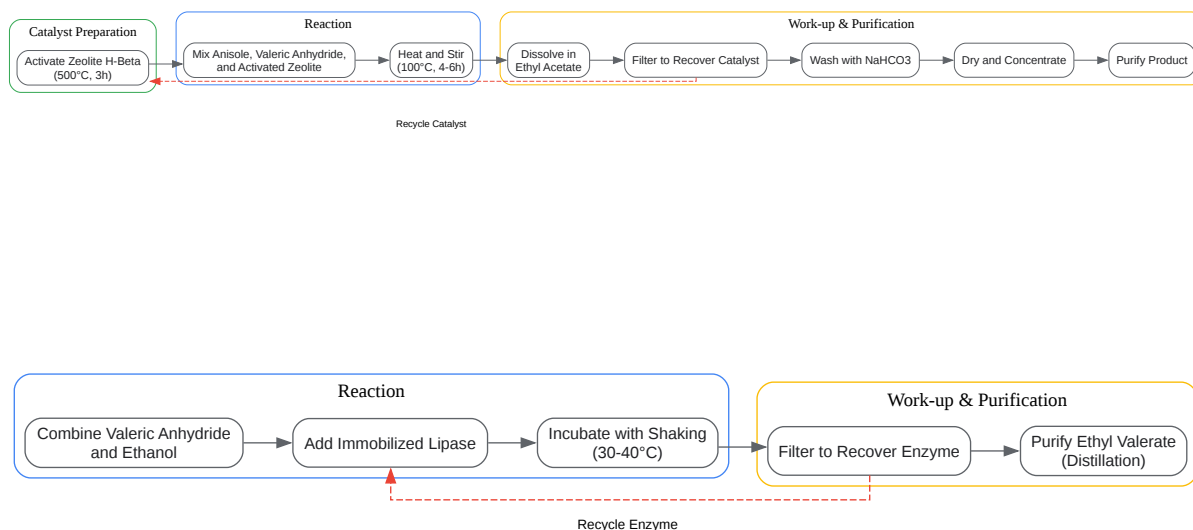 Catalyst Preparation
Activate Zeolite H-Beta
(500°C, 3h)
Reaction
Mix Anisole, Valeric Anhydride,
and Activated Zeolite
Heat and Stir
(100°C, 4-6h)
Work-up & Purification
Dissolve in
Ethyl Acetate
Filter to Recover Catalyst
Wash with NaHCO3
Dry and Concentrate
Purify Product
Recycle Catalyst
Reaction
Combine Valeric Anhydride
and Ethanol
Add Immobilized Lipase
Incubate with Shaking
(30-40°C)
Work-up & Purification
Filter to Recover Enzyme
Purify Ethyl Valerate
(Distillation)
Recycle Enzyme